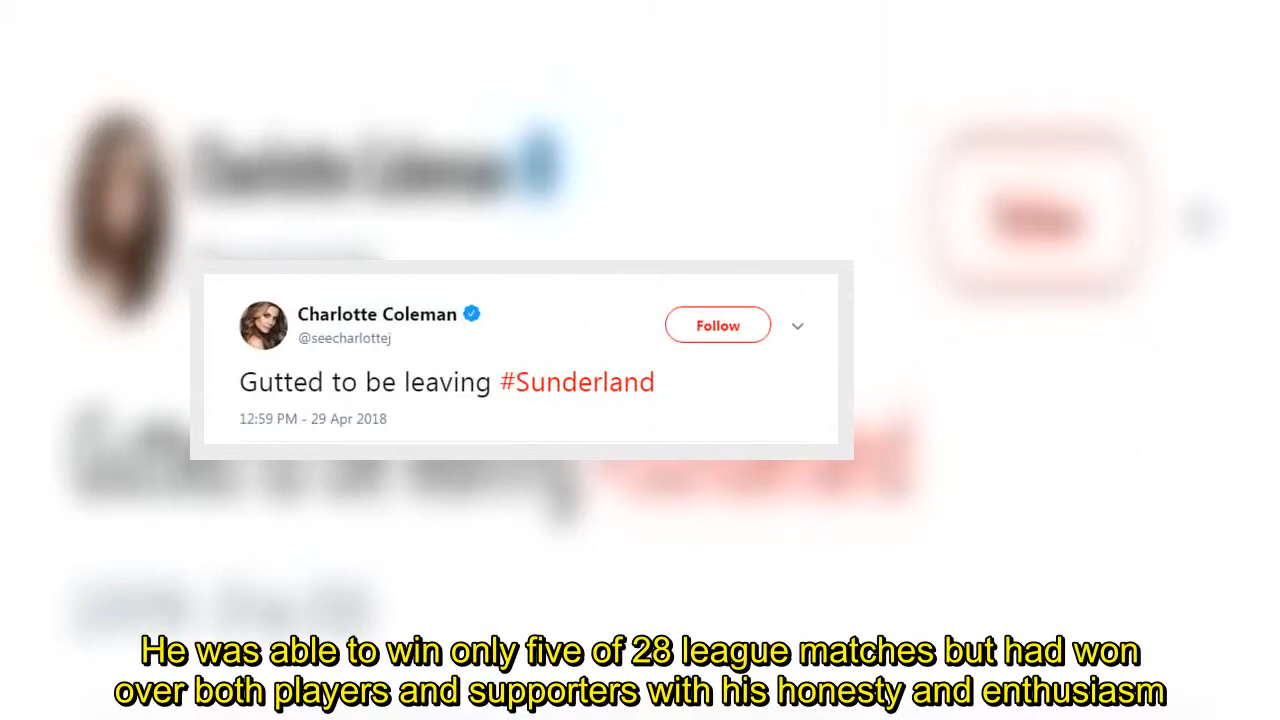 Charlotte Coleman
@seecharlottej
Follow
Gutted to be leaving #Sunderland
12:59 PM - 29 Apr 2018
He was able to win only five of 28 league matches but had won
over both players and supporters with his honesty and enthusiasm